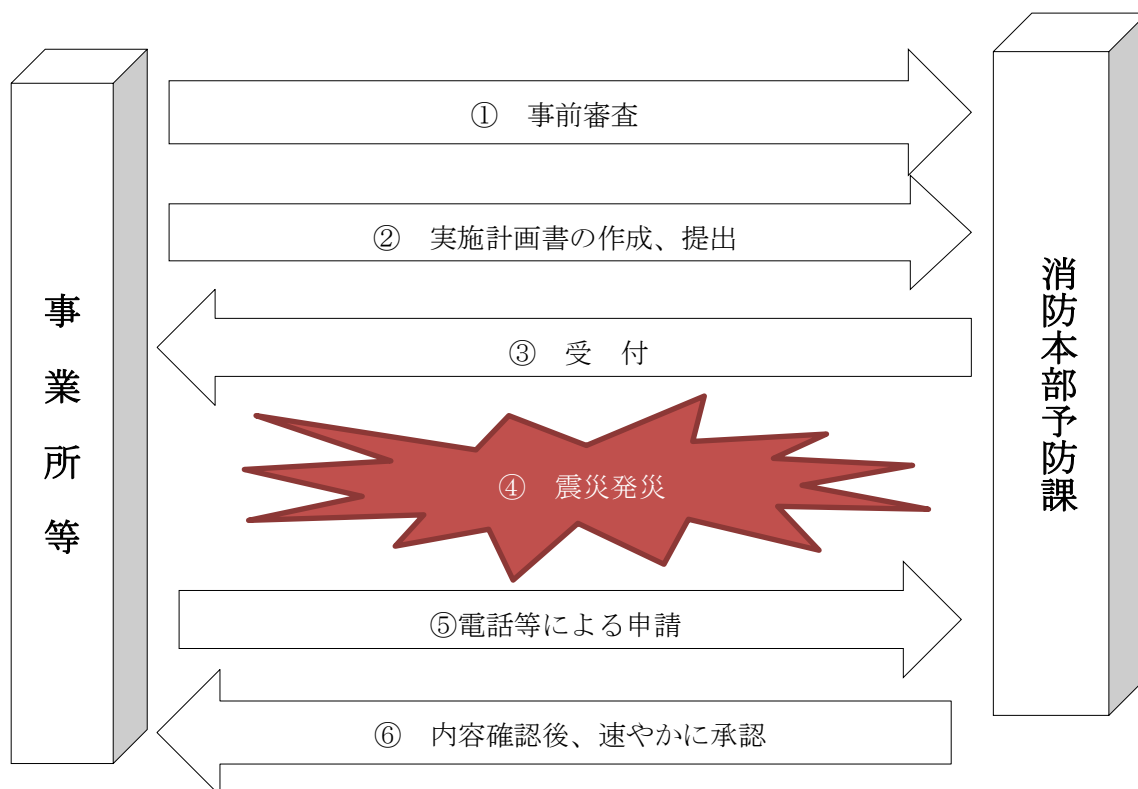 ① 事前審査
② 実施計画書の作成、提出
③ 受 付
④ 震災発災
⑤電話等による申請
⑥ 内容確認後、速やかに承認
事業所等
消防本部予防課